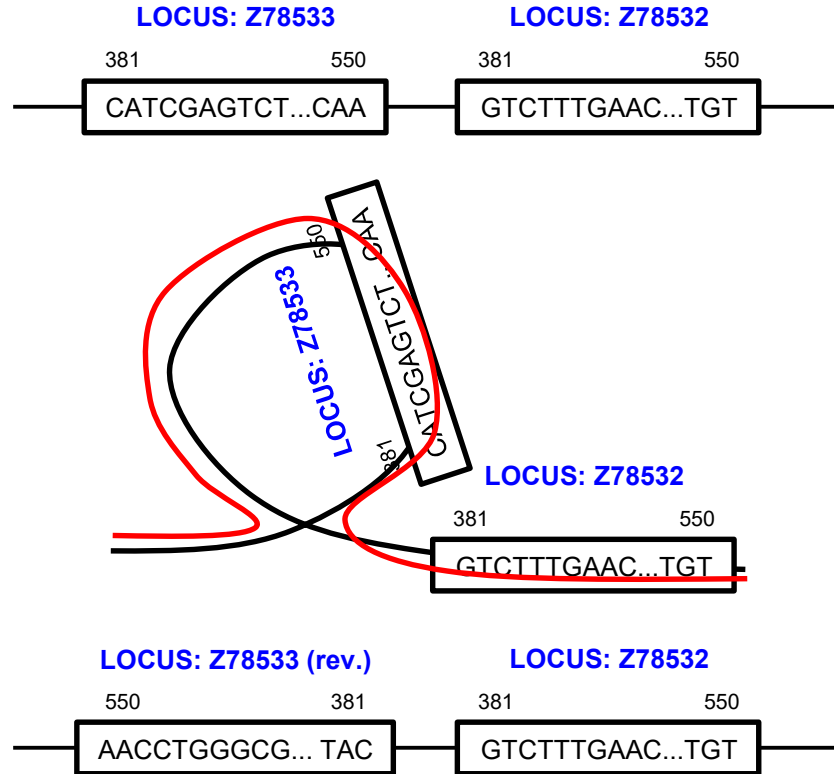 LOCUS: Z78533 LOCUS: Z78532
381 550 381 550
CATCGAGTCT...CAA GTCTTTGAAC...TGT
550
CATCGAGTCT...CAA
LOCUS: Z78533
381
LOCUS: Z78532
381 550
GTCTTTGAAC...TGT
LOCUS: Z78533 (rev.) LOCUS: Z78532
550 381 381 550
AACCTGGGCG... TAC GTCTTTGAAC...TGT